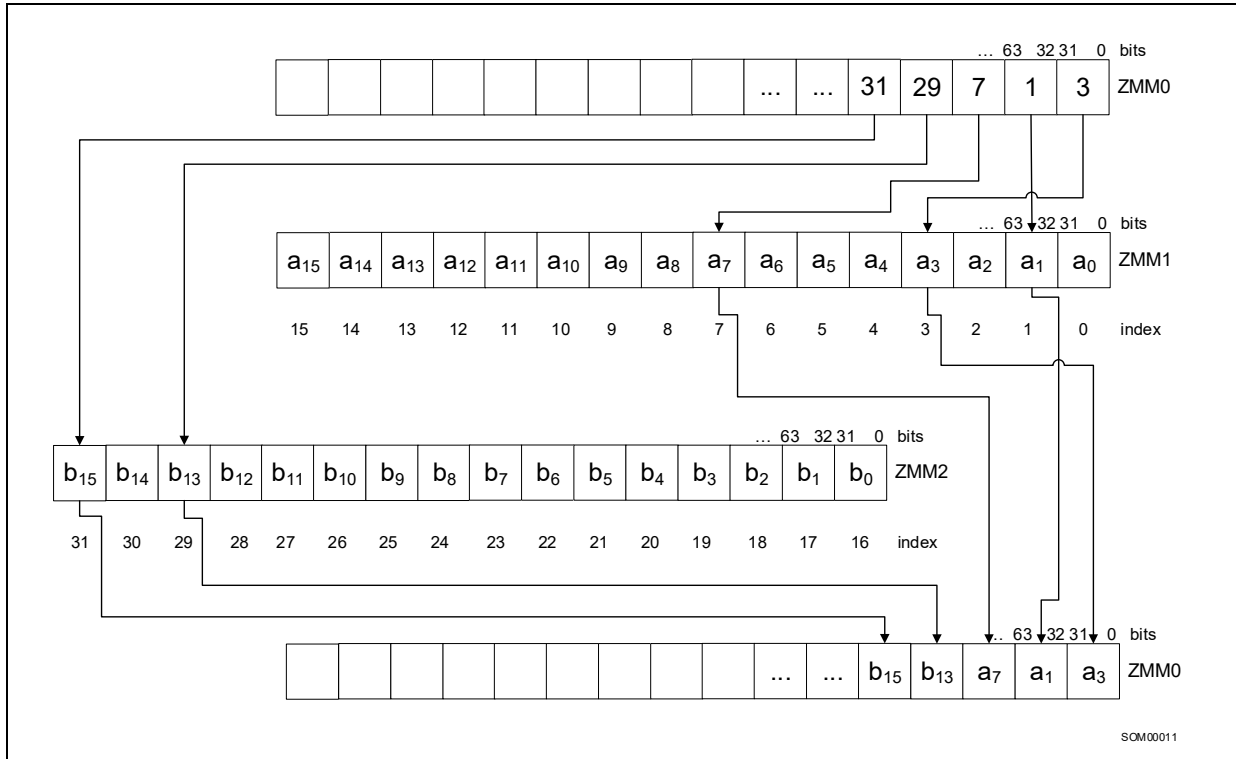 ... 63 32 31 0 bits
... ... 31 29 7 1 3 ZMM0
... 63 32 31 0 bits
a15 a14 a13 a12 a11 a10 a9 a8 a7 a6 a5 a4 a3 a2 a1 a0 ZMM1
15 14 13 12 11 10 9 8 7 6 5 4 3 2 1 0 index
... 63 32 31 0 bits
b15 b14 b13 b12 b11 b10 b9 b8 b7 b6 b5 b4 b3 b2 b1 b0 ZMM2
31 30 29 28 27 26 25 24 23 22 21 20 19 18 17 16 index
.. 63 32 31 0 bits
... ... b15 b13 a7 a1 a3 ZMM0
SOM00011